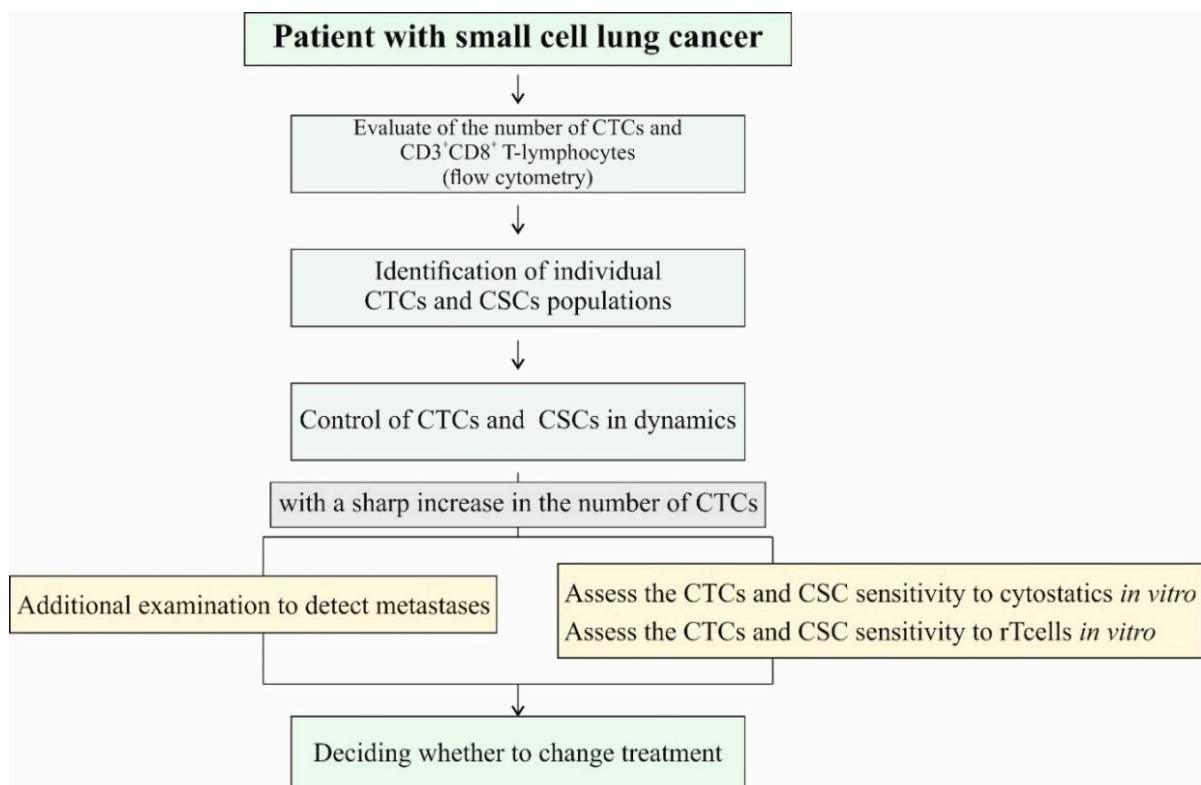 Patient with small cell lung cancer
Evaluate of the number of CTCs and
CD3⁺CD8⁺ T-lymphocytes
(flow cytometry)
Identification of individual
CTCs and CSCs populations
Control of CTCs and CSCs in dynamics
with a sharp increase in the number of CTCs
Additional examination to detect metastases
Assess the CTCs and CSC sensitivity to cytostatics in vitro
Assess the CTCs and CSC sensitivity to rTcells in vitro
Deciding whether to change treatment